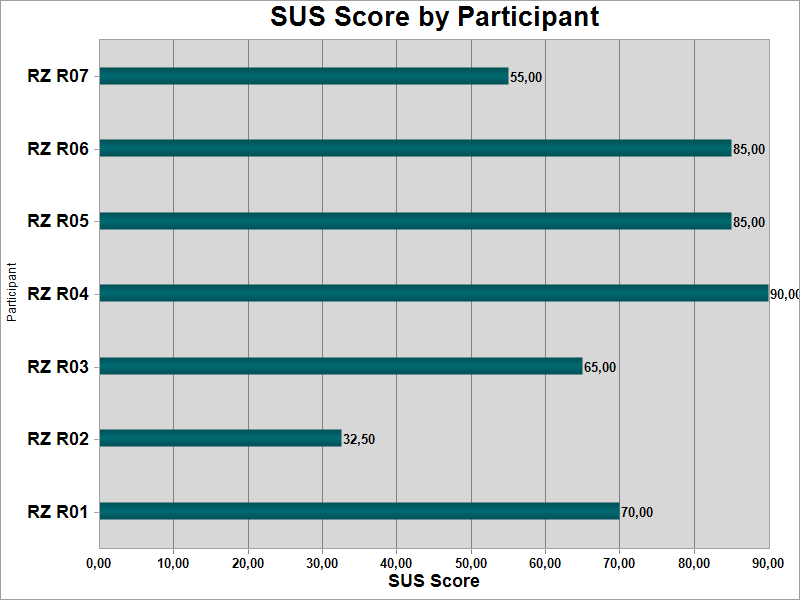 SUS Score by Participant
Participant
RZ R07
55,00
RZ R06
85,00
RZ R05
85,00
RZ R04
90,00
RZ R03
65,00
RZ R02
32,50
RZ R01
70,00
0,00 10,00 20,00 30,00 40,00 50,00 60,00 70,00 80,00 90,00
SUS Score